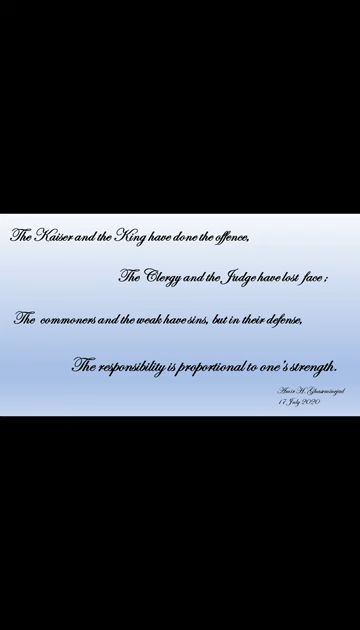 The Kaiser and the King have done the offence,
The Clergy and the Judge have lost face ;
The commoners and the weak have sins, but in their defense,
The responsibility is proportional to one's strength.
Amir H. Ghaseminejad
17 July 2020